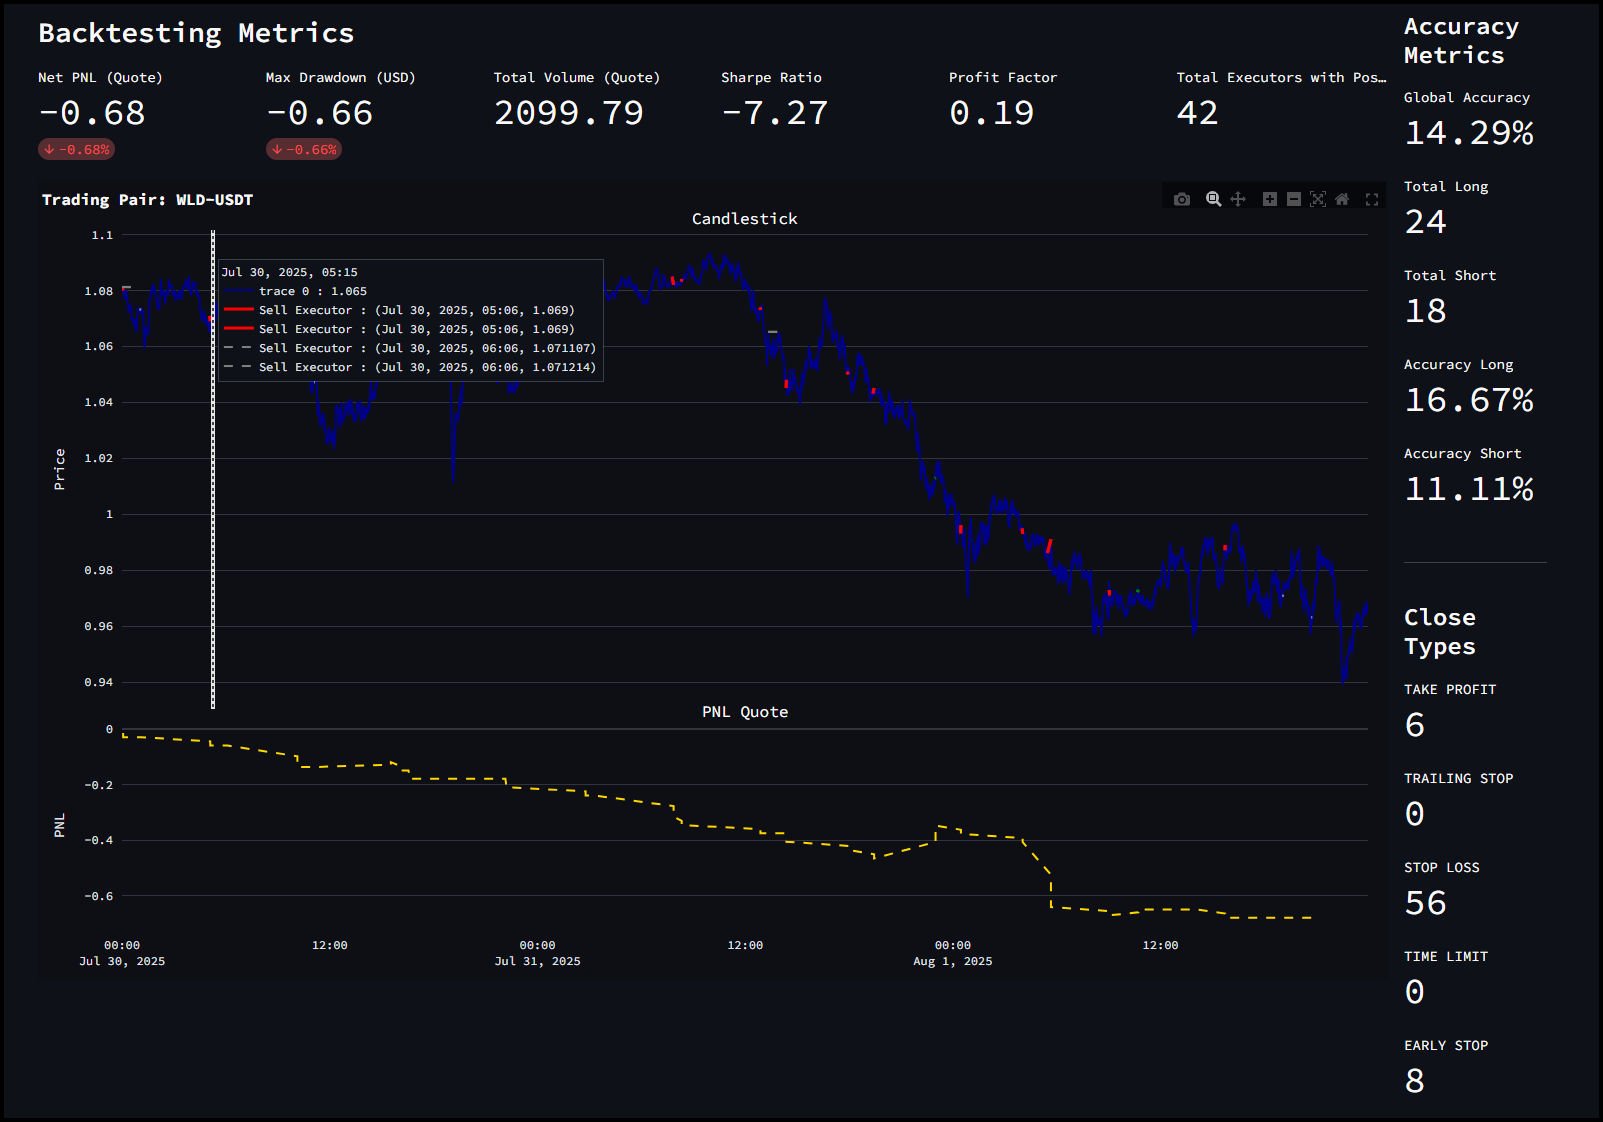 Backtesting Metrics
Net PNL (Quote)
-0.68
↓ -0.68%
Max Drawdown (USD)
-0.66
↓ -0.66%
Total Volume (Quote)
2099.79
Sharpe Ratio
-7.27
Profit Factor
0.19
Total Executors with Pos…
42
Trading Pair: WLD-USDT
Candlestick
1.1
1.08
1.06
1.04
1.02
1
0.98
0.96
0.94
Price
Jul 30, 2025, 05:15
trace 0 : 1.065
Sell Executor : (Jul 30, 2025, 05:06, 1.069)
Sell Executor : (Jul 30, 2025, 05:06, 1.069)
Sell Executor : (Jul 30, 2025, 06:06, 1.071107)
Sell Executor : (Jul 30, 2025, 06:06, 1.071214)
PNL Quote
0
−0.2
−0.4
−0.6
PNL
00:00
Jul 30, 2025
12:00
00:00
Jul 31, 2025
12:00
00:00
Aug 1, 2025
12:00
Accuracy
Metrics
Global Accuracy
14.29%
Total Long
24
Total Short
18
Accuracy Long
16.67%
Accuracy Short
11.11%
Close
Types
TAKE PROFIT
6
TRAILING STOP
0
STOP LOSS
56
TIME LIMIT
0
EARLY STOP
8